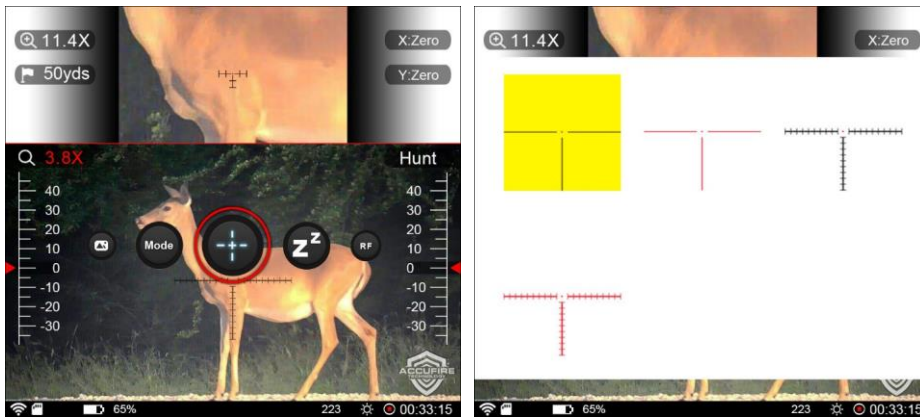 11.4X
X:Zero
50yds
Y:Zero
3.8X
Hunt
40
40
30
30
20
20
10
Mode
zZ
RF
10
0
0
-10
-10
-20
-20
-30
-30
ACCUFIRE
TECHNOLOGY
65%
223
00:33:15
11.4X
X:Zero
65%
223
00:33:15